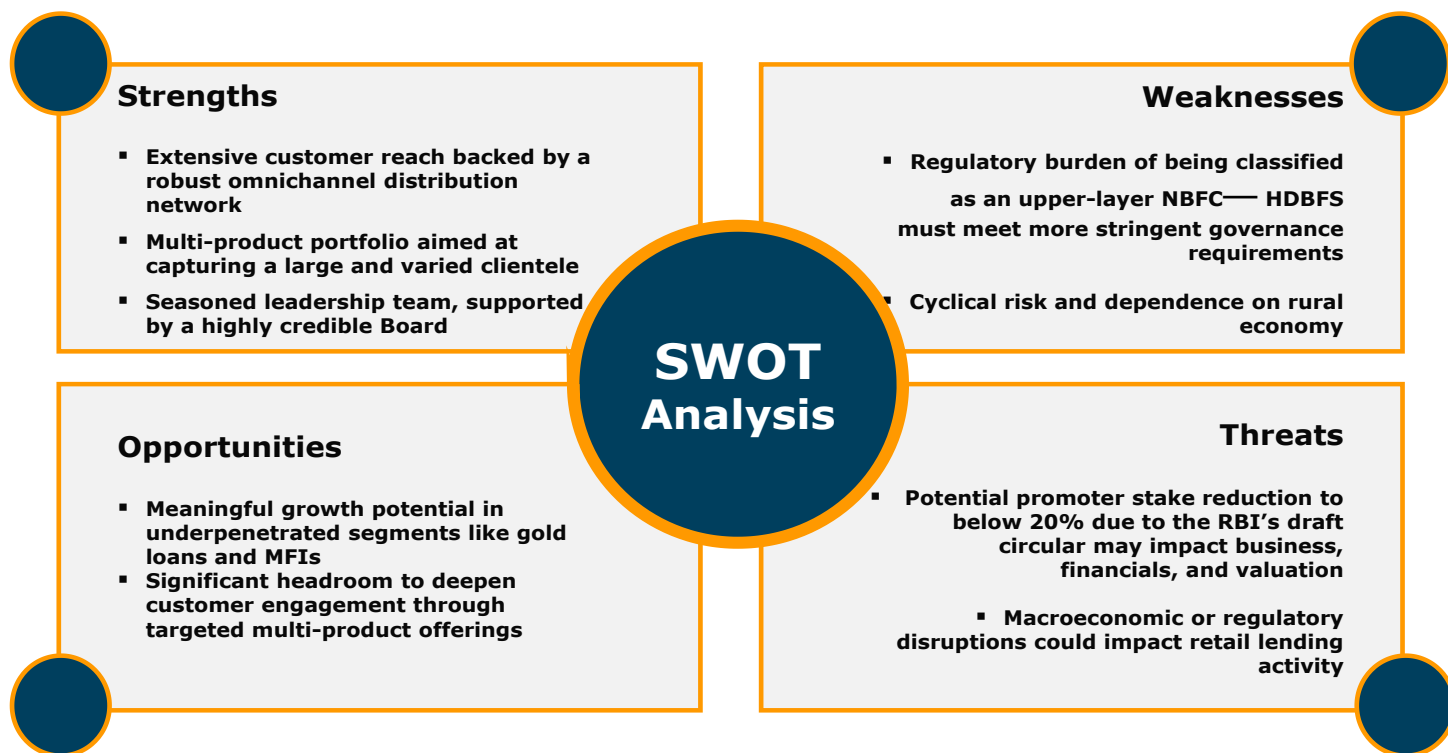 Strengths
▪ Extensive customer reach backed by a
robust omnichannel distribution
network
▪ Multi-product portfolio aimed at
capturing a large and varied clientele
▪ Seasoned leadership team, supported
by a highly credible Board
Weaknesses
▪ Regulatory burden of being classified
as an upper-layer NBFC— HDBFS
must meet more stringent governance
requirements
▪ Cyclical risk and dependence on rural
economy
SWOT
Analysis
Opportunities
▪ Meaningful growth potential in
underpenetrated segments like gold
loans and MFIs
▪ Significant headroom to deepen
customer engagement through
targeted multi-product offerings
Threats
▪ Potential promoter stake reduction to
below 20% due to the RBI’s draft
circular may impact business,
financials, and valuation
▪ Macroeconomic or regulatory
disruptions could impact retail lending
activity